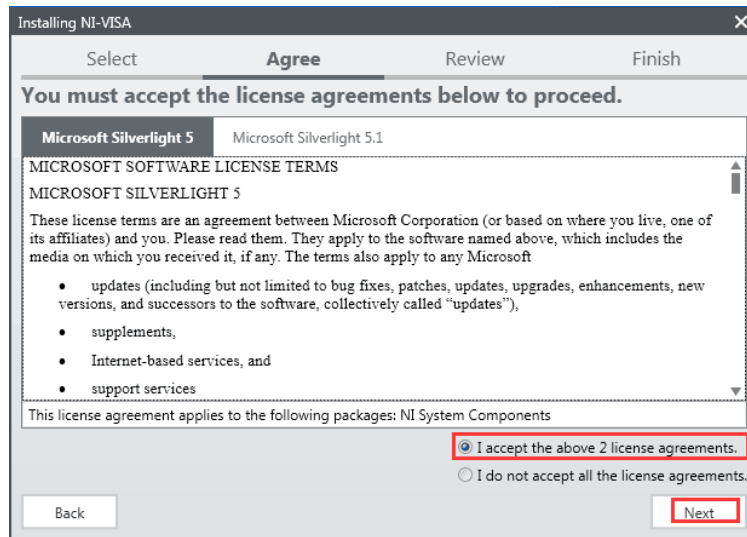 Installing NI-VISA
Select Agree Review Finish
You must accept the license agreements below to proceed.
Microsoft Silverlight 5 Microsoft Silverlight 5.1
MICROSOFT SOFTWARE LICENSE TERMS
MICROSOFT SILVERLIGHT 5
These license terms are an agreement between Microsoft Corporation (or based on where you live, one of
its affiliates) and you. Please read them. They apply to the software named above, which includes the
media on which you received it, if any. The terms also apply to any Microsoft
• updates (including but not limited to bug fixes, patches, updates, upgrades, enhancements, new
versions, and successors to the software, collectively called “updates”),
• supplements,
• Internet-based services, and
• support services
This license agreement applies to the following packages: NI System Components
I accept the above 2 license agreements.
I do not accept all the license agreements.
Back Next